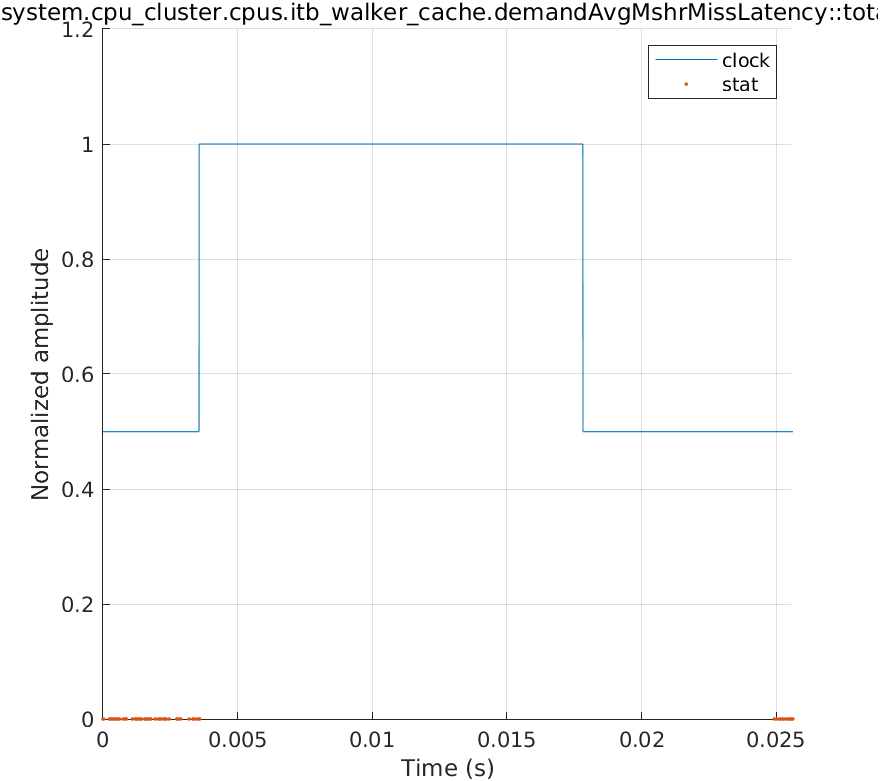 system.cpu_cluster.cpus.itb_walker_cache.demandAvgMshrMissLatency::tota
1.2
1
0.8
0.6
0.4
0.2
0
clock
stat
Normalized amplitude
0 0.005 0.01 0.015 0.02 0.025
Time (s)